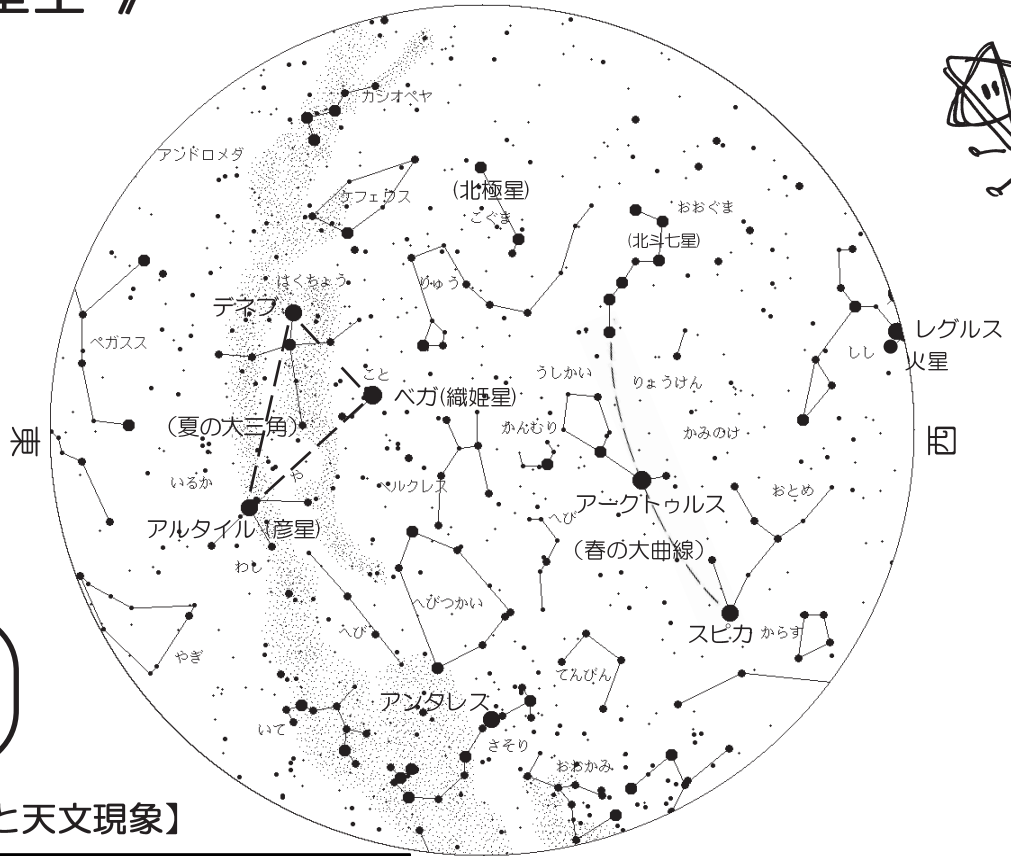 カシオペヤ
アンドロメダ
ケフェウス
(北極星)
こぐま
おおぐま
(北斗七星)
りゅう
はくちょう
デネブ
ペガスス
レグルス
しし
火星
こと
ベガ(織姫星)
うしかい
りょうけん
かんむり
かみのけ
(夏の大三角)
東
西
いるか
や
ヘルクレス
アークトゥルス
おとめ
アルタイル(彦星)
へび
(春の大曲線)
わし
へびつかい
へび
スピカ
からす
やぎ
てんびん
アンタレス
いて
さそり
おおかみ
と天文現象】